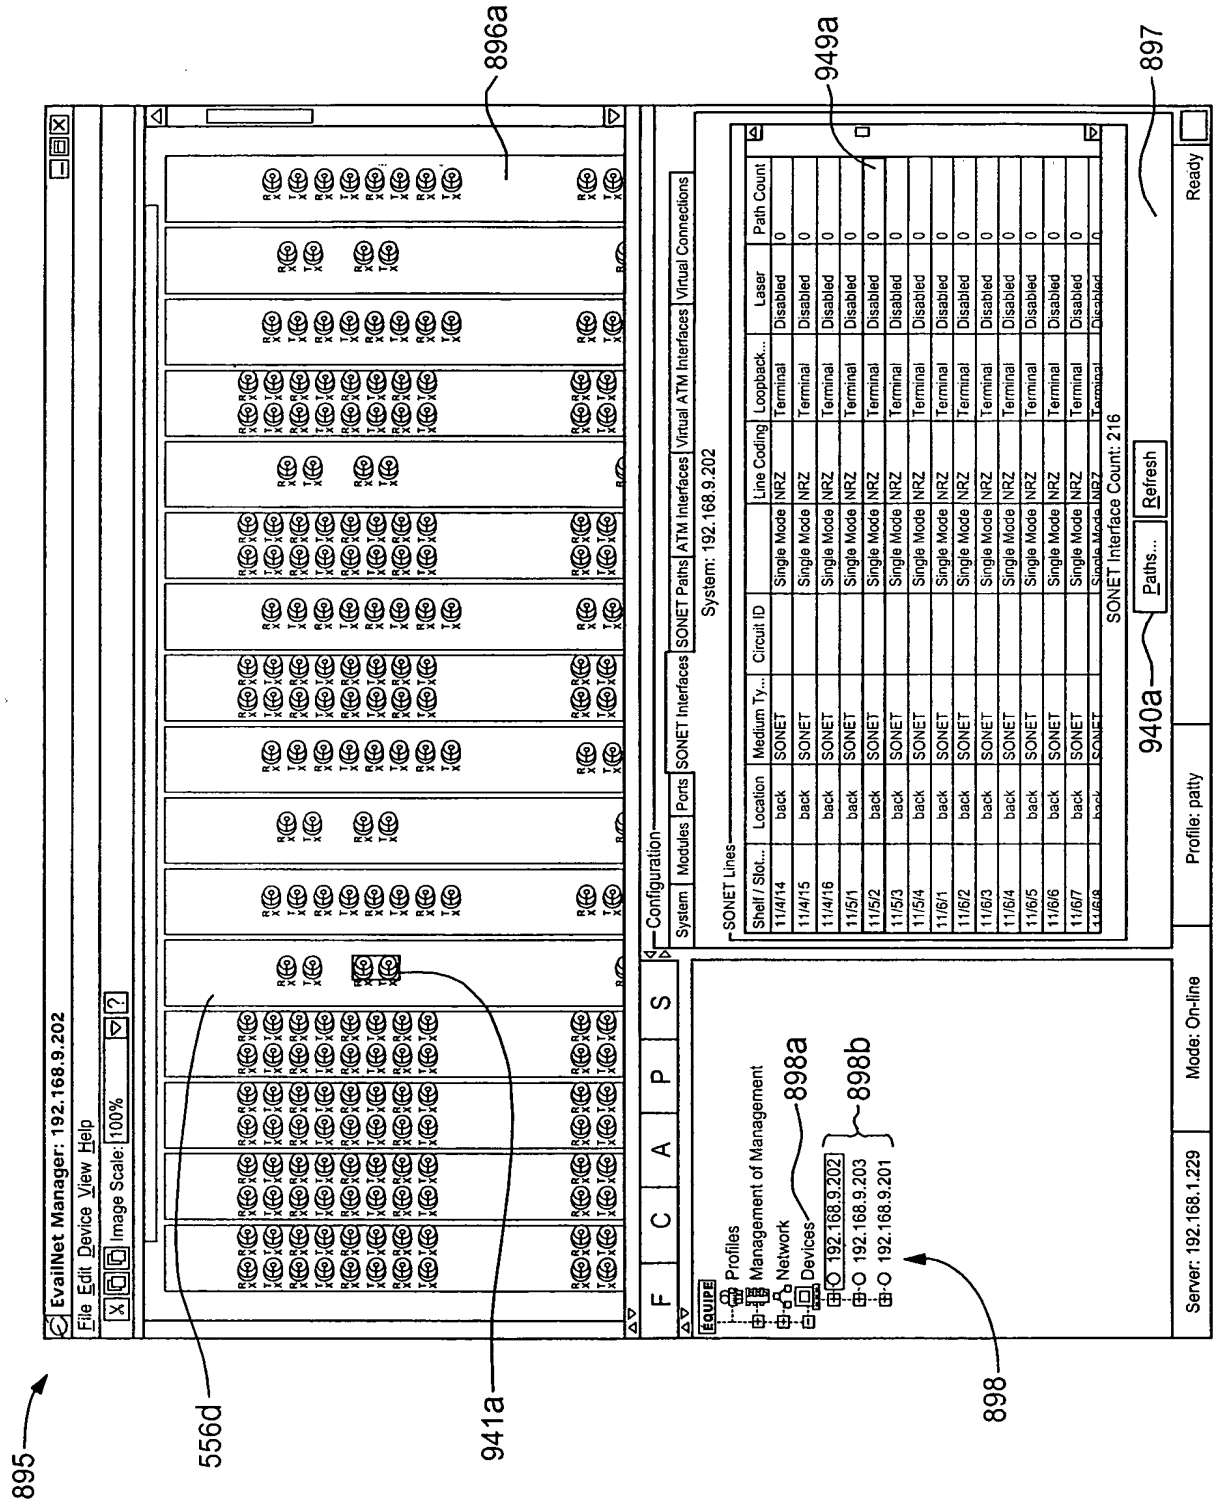 895
EvailNet Manager: 192.168.9.202
File Edit Device View Help
Image Scale: 100%
556d
941a
896a
F C A P S
EQUIPE
Profiles
Management of Management
Network
Devices
192.168.9.202
192.168.9.203
192.168.9.201
898a
898b
898
Configuration
System Modules Ports SONET Interfaces SONET Paths ATM Interfaces Virtual ATM Interfaces Virtual Connections
System: 192.168.9.202
SONET Lines
Shelf / Slot... Location Medium Ty... Circuit ID Line Coding Loopback... Laser Path Count
11/4/14 back SONET Single Mode NRZ Terminal Disabled 0
11/4/15 back SONET Single Mode NRZ Terminal Disabled 0
11/4/16 back SONET Single Mode NRZ Terminal Disabled 0
11/5/1 back SONET Single Mode NRZ Terminal Disabled 0
11/5/2 back SONET Single Mode NRZ Terminal Disabled 0
11/5/3 back SONET Single Mode NRZ Terminal Disabled 0
11/5/4 back SONET Single Mode NRZ Terminal Disabled 0
11/6/1 back SONET Single Mode NRZ Terminal Disabled 0
11/6/2 back SONET Single Mode NRZ Terminal Disabled 0
11/6/3 back SONET Single Mode NRZ Terminal Disabled 0
11/6/4 back SONET Single Mode NRZ Terminal Disabled 0
11/6/5 back SONET Single Mode NRZ Terminal Disabled 0
11/6/6 back SONET Single Mode NRZ Terminal Disabled 0
11/6/7 back SONET Single Mode NRZ Terminal Disabled 0
11/6/8 back SONET Single Mode NRZ Terminal Disabled 0
949a
SONET Interface Count: 216
Paths... Refresh
940a
897
Server: 192.168.1.229 Mode: On-line Profile: patty Ready